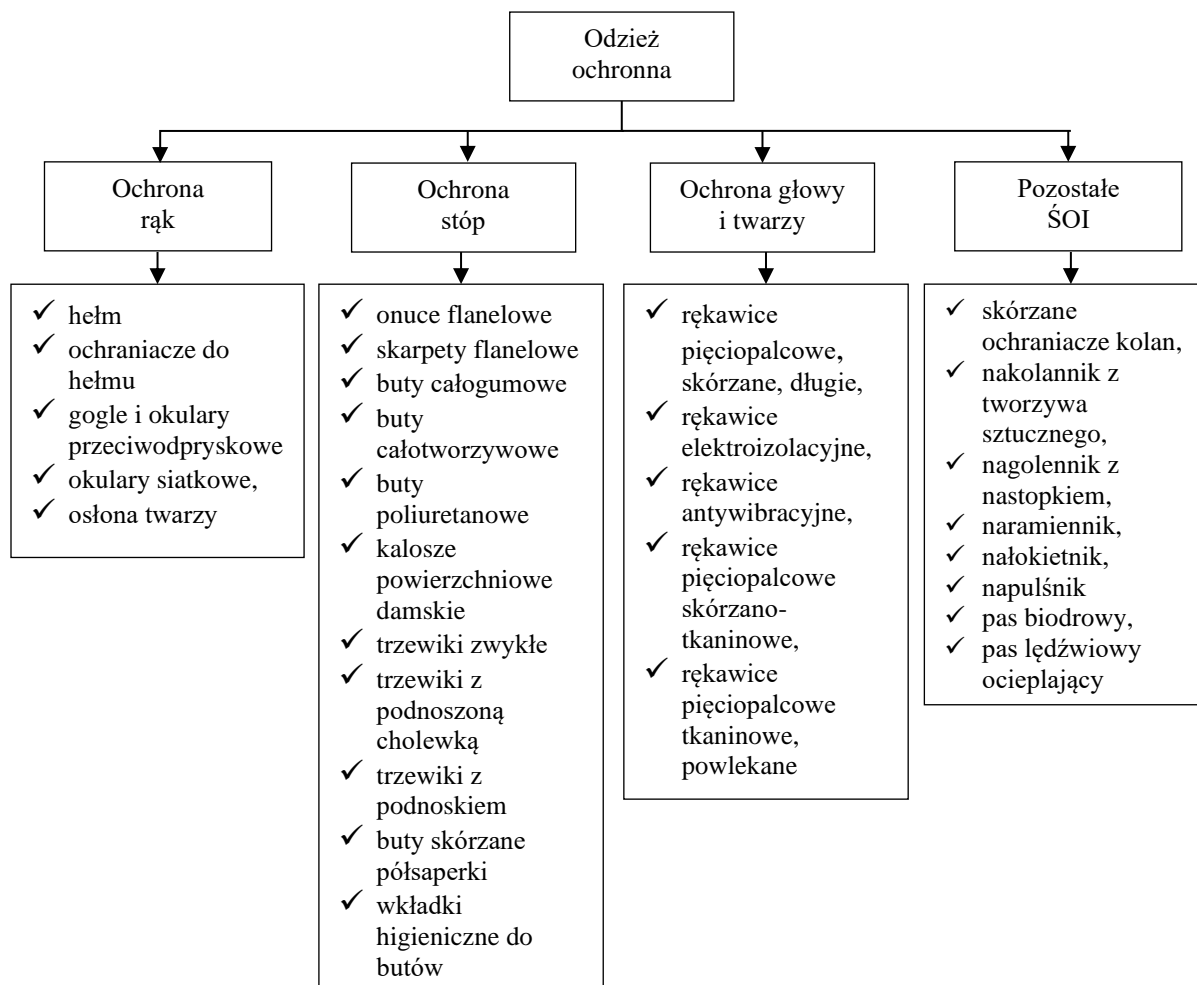 Odzież
ochronna
Ochrona
rąk
Ochrona
stóp
Ochrona głowy
i twarzy
Pozostałe
ŚOI
✓ hełm
✓ ochraniacze do
hełmu
✓ gogle i okulary
przeciwodpryskowe
✓ okulary siatkowe,
✓ osłona twarzy
✓ onuce flanelowe
✓ skarpety flanelowe
✓ buty całogumowe
✓ buty
całotworzywowe
✓ buty
poliuretanowe
✓ kalosze
powierzchniowe
damskie
✓ trzewiki zwykłe
✓ trzewiki z
podnoszoną
cholewką
✓ trzewiki z
podnoskiem
✓ buty skórzane
półsaperki
✓ wkładki
higieniczne do
butów
✓ rękawice
pięciopalcowe,
skórzane, długie,
✓ rękawice
elektroizolacyjne,
✓ rękawice
antywibracyjne,
✓ rękawice
pięciopalcowe
skórzano-
tkaninowe,
✓ rękawice
pięciopalcowe
tkaninowe,
powlekane
✓ skórzane
ochraniacze kolan,
✓ nakolannik z
tworzywa
sztucznego,
✓ nagolennik z
nastopkiem,
✓ naramiennik,
✓ nałokietnik,
✓ napulśnik
✓ pas biodrowy,
✓ pas lędźwiowy
ocieplający